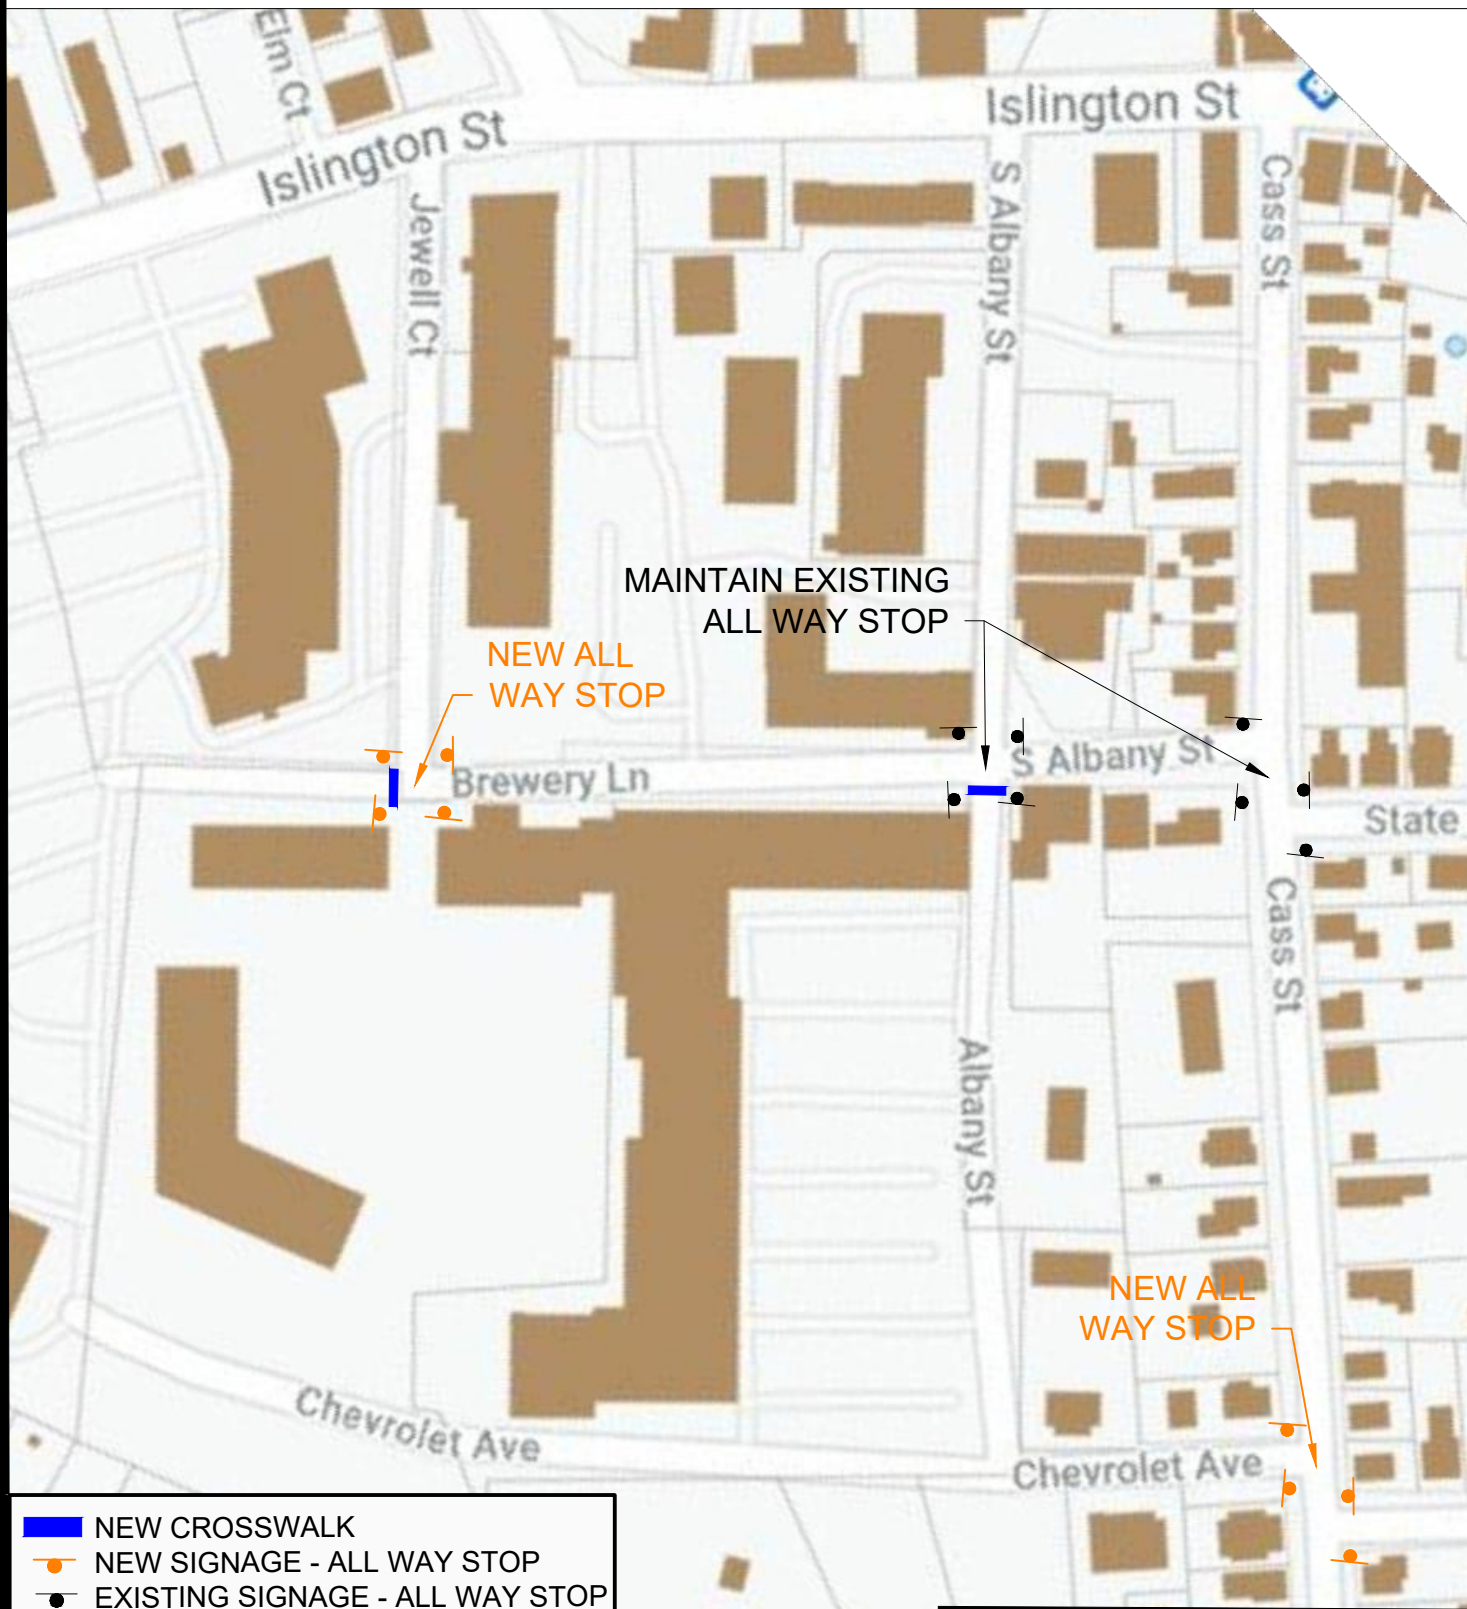 Elm Ct
Islington St
Islington St
Jewell Ct
S Albany St
Cass St
MAINTAIN EXISTING
ALL WAY STOP
NEW ALL
WAY STOP
S Albany St
Brewery Ln
State
Cass St
Albany St
NEW ALL
WAY STOP
Chevrolet Ave
Chevrolet Ave
NEW CROSSWALK
NEW SIGNAGE - ALL WAY STOP
EXISTING SIGNAGE - ALL WAY STOP